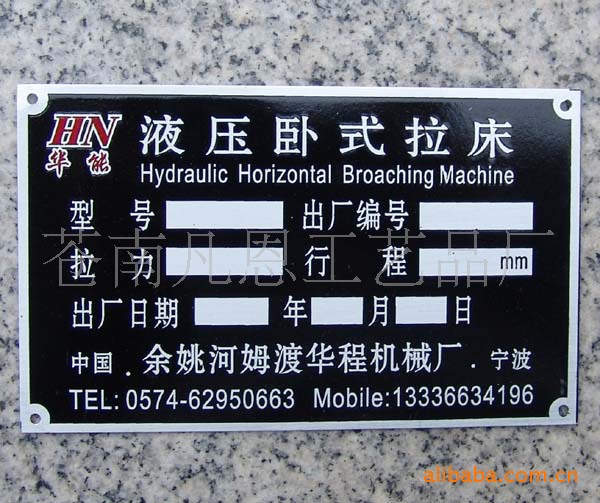 HN
华能
液压卧式拉床
Hydraulic Horizontal Broaching Machine
型 号 出厂编号
苍南凡恩工艺品厂
拉 力 行 程 mm
出厂日期 年 月 日
中国 . 余姚河姆渡华程机械厂 . 宁波
TEL: 0574-62950663 Mobile:13336634196
alibaba.com.cn